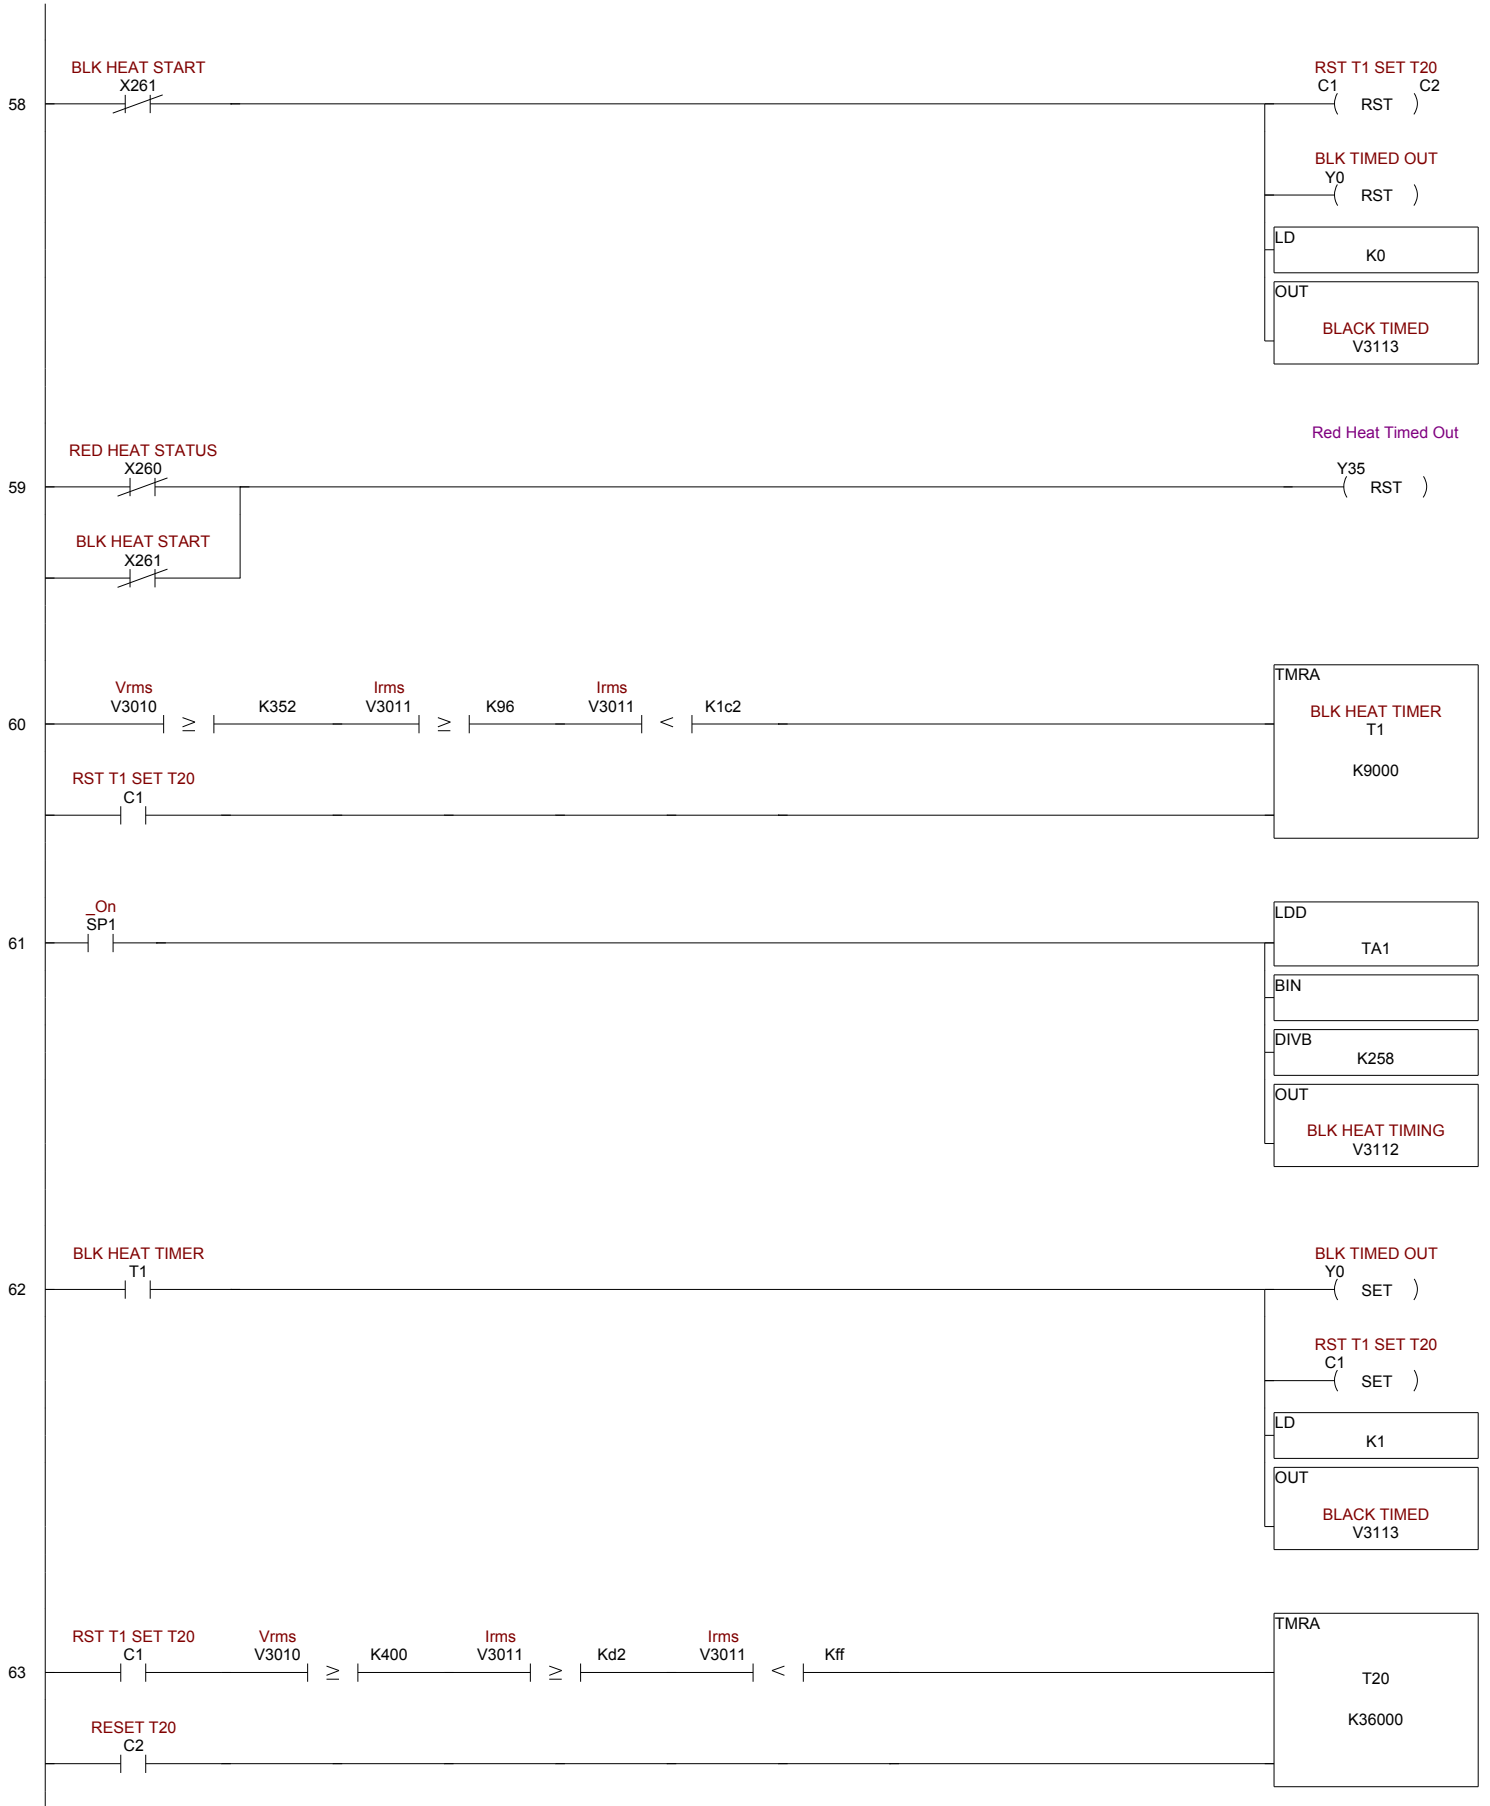 BLK HEAT START
X261
58
RST T1 SET T20
C1 C2
RST
BLK TIMED OUT
Y0
RST
LD
K0
OUT
BLACK TIMED
V3113
Red Heat Timed Out
RED HEAT STATUS
X260
59
Y35
RST
BLK HEAT START
X261
TMRA
Vrms Irms Irms
V3010 ≥ K352 V3011 ≥ K96 V3011 < K1c2
60
BLK HEAT TIMER
T1
K9000
RST T1 SET T20
C1
_On
SP1
61
LDD
TA1
BIN
DIVB
K258
OUT
BLK HEAT TIMING
V3112
BLK HEAT TIMER
T1
62
BLK TIMED OUT
Y0
SET
RST T1 SET T20
C1
SET
LD
K1
OUT
BLACK TIMED
V3113
TMRA
RST T1 SET T20 Vrms Irms Irms
C1 V3010 ≥ K400 V3011 ≥ Kd2 V3011 < Kff
63
T20
K36000
RESET T20
C2